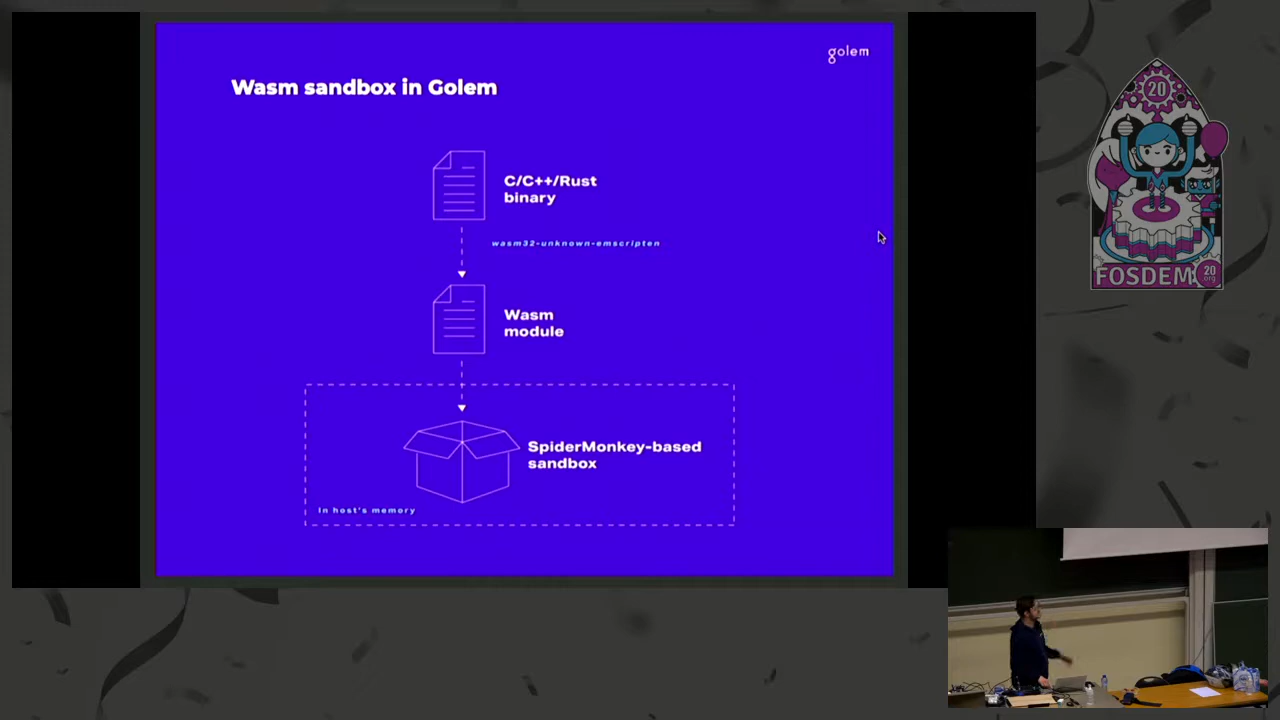 golem
Wasm sandbox in Golem
C/C++/Rust
binary
wasm32-unknown-emscripten
Wasm
module
SpiderMonkey-based
sandbox
In host's memory
20
FOSDEM
20
.org